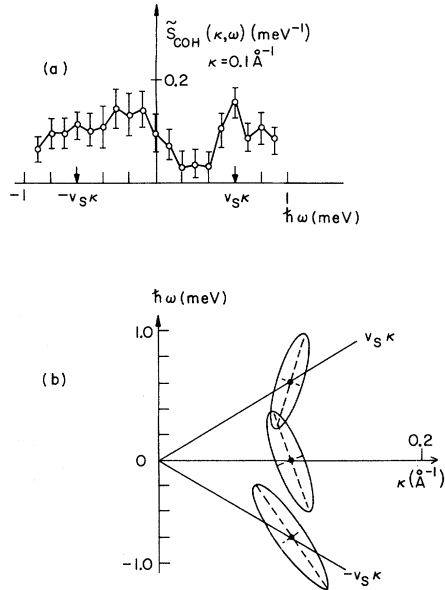 S̃COH (κ,ω) (meV⁻¹)
(a)
κ = 0.1 Å⁻¹
0.2
-1
-vSκ
vSκ
1
ħω (meV)
ħω (meV)
1.0
vSκ
(b)
0.2
0
κ(Å⁻¹)
-1.0
-vSκ